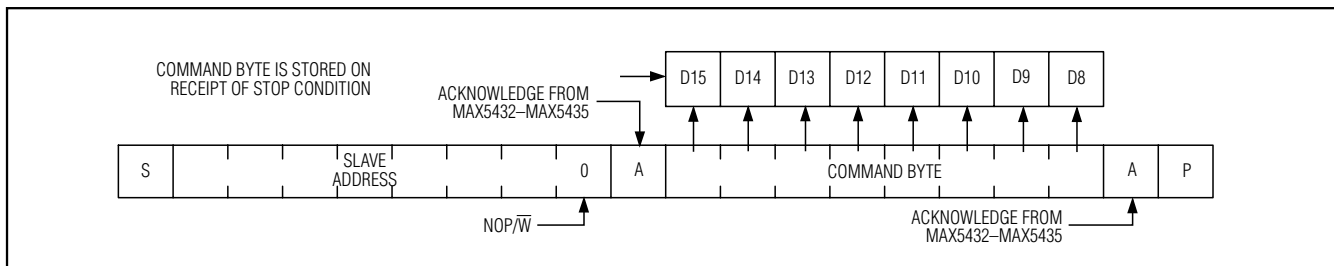 COMMAND BYTE IS STORED ON
RECEIPT OF STOP CONDITION
ACKNOWLEDGE FROM
MAX5432–MAX5435
D15 D14 D13 D12 D11 D10 D9 D8
S SLAVE ADDRESS 0 A COMMAND BYTE A P
NOP/W̅
ACKNOWLEDGE FROM
MAX5432–MAX5435